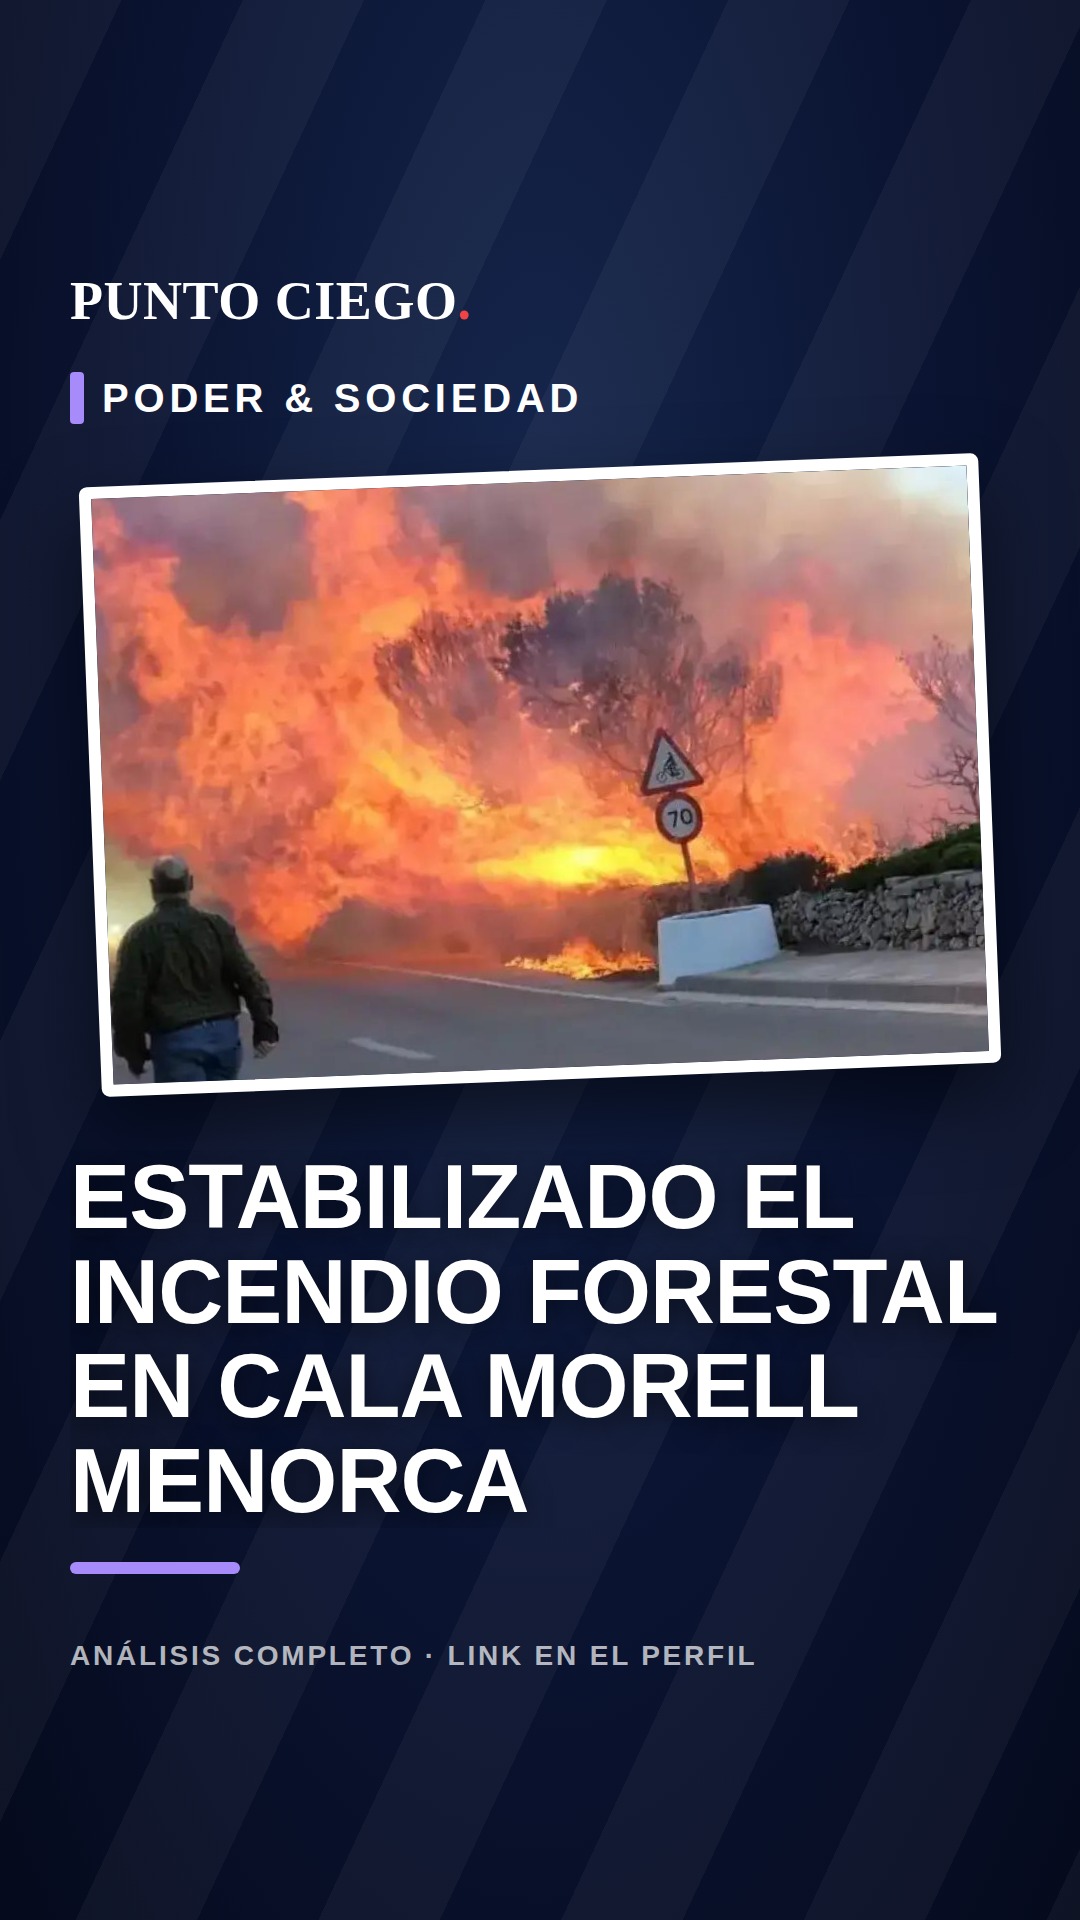 PUNTO CIEGO.
PODER & SOCIEDAD
70
ESTABILIZADO EL
INCENDIO FORESTAL
EN CALA MORELL
MENORCA
ANÁLISIS COMPLETO · LINK EN EL PERFIL